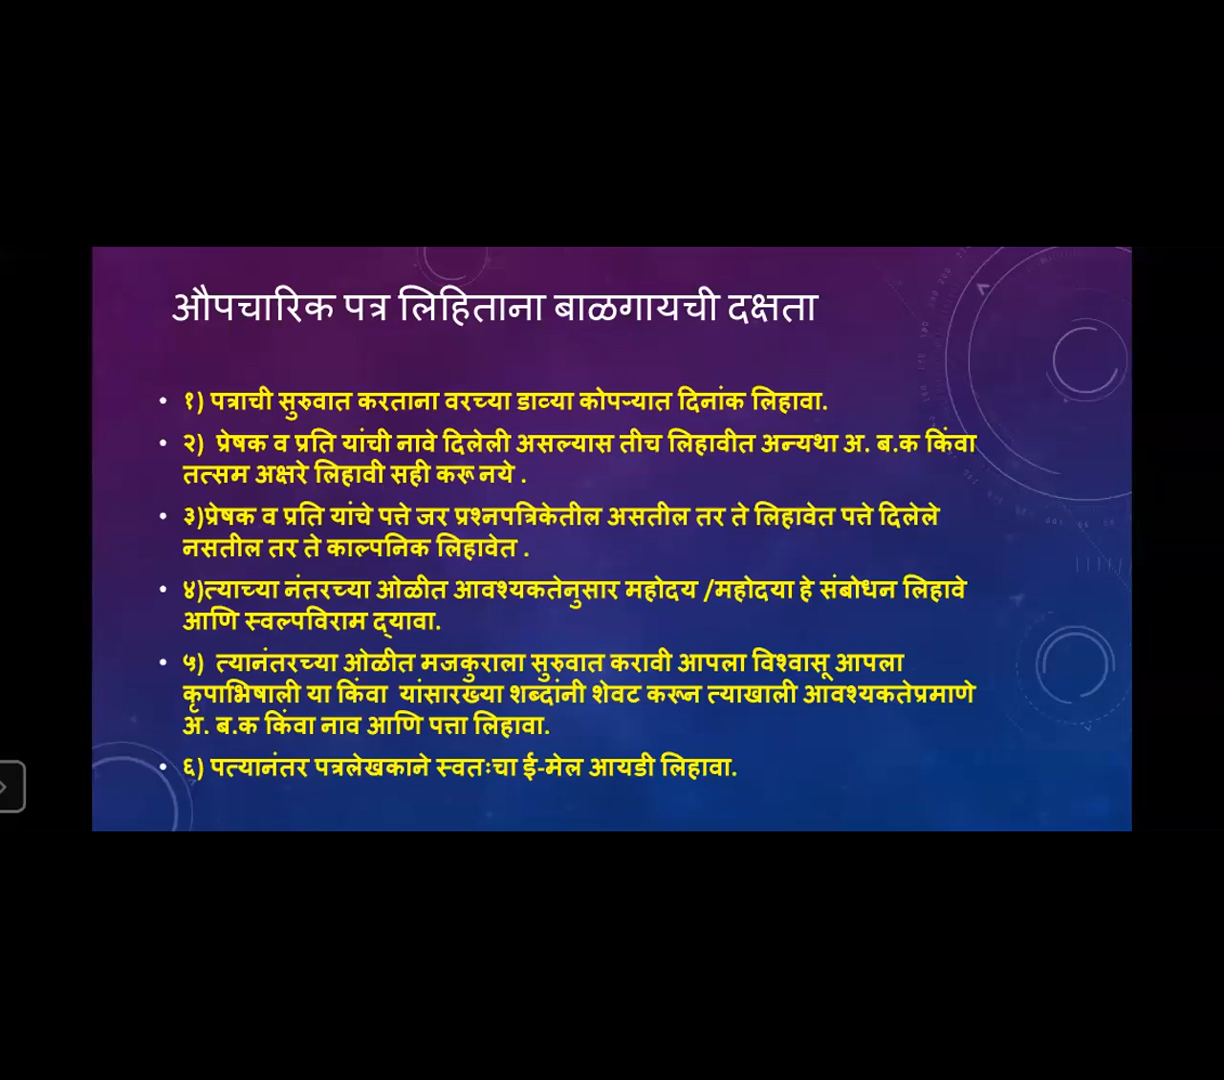 औपचारिक पत्र लिहिताना बाळगायची दक्षता
• १) पत्राची सुरुवात करताना वरच्या डाव्या कोपऱ्यात दिनांक लिहावा.
• २) प्रेषक व प्रति यांची नावे दिलेली असल्यास तीच लिहावीत अन्यथा अ. ब.क किंवा
तत्सम अक्षरे लिहावी सही करू नये .
• ३)प्रेषक व प्रति यांचे पत्ते जर प्रश्नपत्रिकेतील असतील तर ते लिहावेत पत्ते दिलेले
नसतील तर ते काल्पनिक लिहावेत .
• ४)त्याच्या नंतरच्या ओळीत आवश्यकतेनुसार महोदय /महोदया हे संबोधन लिहावे
आणि स्वल्पविराम द्यावा.
• ५) त्यानंतरच्या ओळीत मजकुराला सुरुवात करावी आपला विश्वासू आपला
कृपाभिषाली या किंवा यांसारख्या शब्दांनी शेवट करून त्याखाली आवश्यकतेप्रमाणे
अ. ब.क किंवा नाव आणि पत्ता लिहावा.
• ६) पत्यानंतर पत्रलेखकाने स्वतःचा ई-मेल आयडी लिहावा.